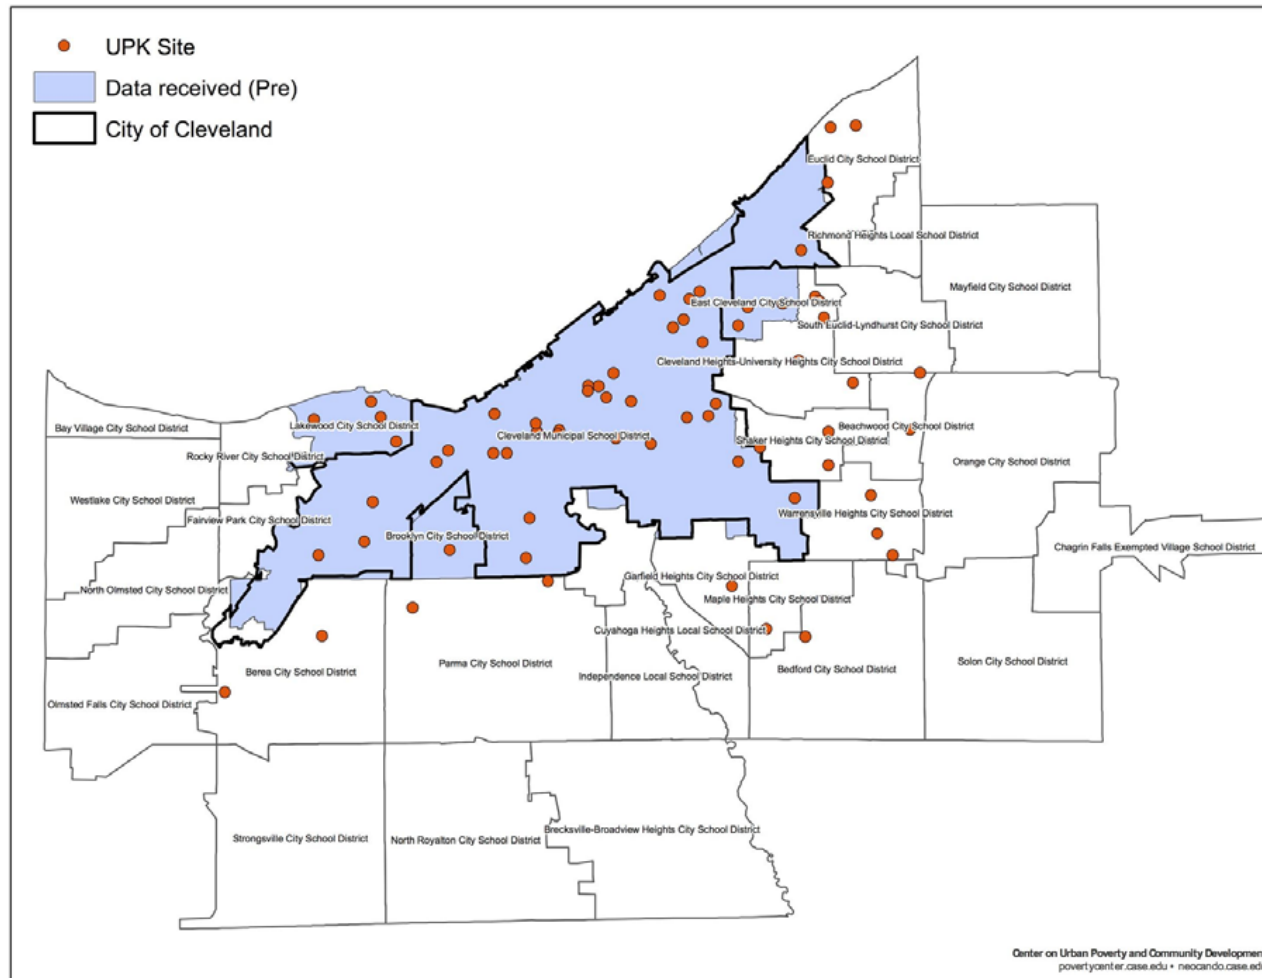 UPK Site
Data received (Pre)
City of Cleveland
Euclid City School District
Richmond Heights Local School District
Mayfield City School District
East Cleveland City School District
South Euclid-Lyndhurst City School District
Cleveland Heights-University Heights City School District
Bay Village City School District
Lakewood City School District
Cleveland Municipal School District
Beachwood City School District
Shaker Heights City School District
Rocky River City School District
Orange City School District
Westlake City School District
Fairview Park City School District
Warrensville Heights City School District
Brooklyn City School District
Chagrin Falls Exempted Village School District
Garfield Heights City School District
North Olmsted City School District
Maple Heights City School District
Cuyahoga Heights Local School District
Parma City School District
Solon City School District
Berea City School District
Bedford City School District
Independence Local School District
Olmsted Falls City School District
Brecksville-Broadview Heights City School District
Strongsville City School District
North Royalton City School District
Center on Urban Poverty and Community Developmen
povertycenter.case.edu • neocando.case.ed